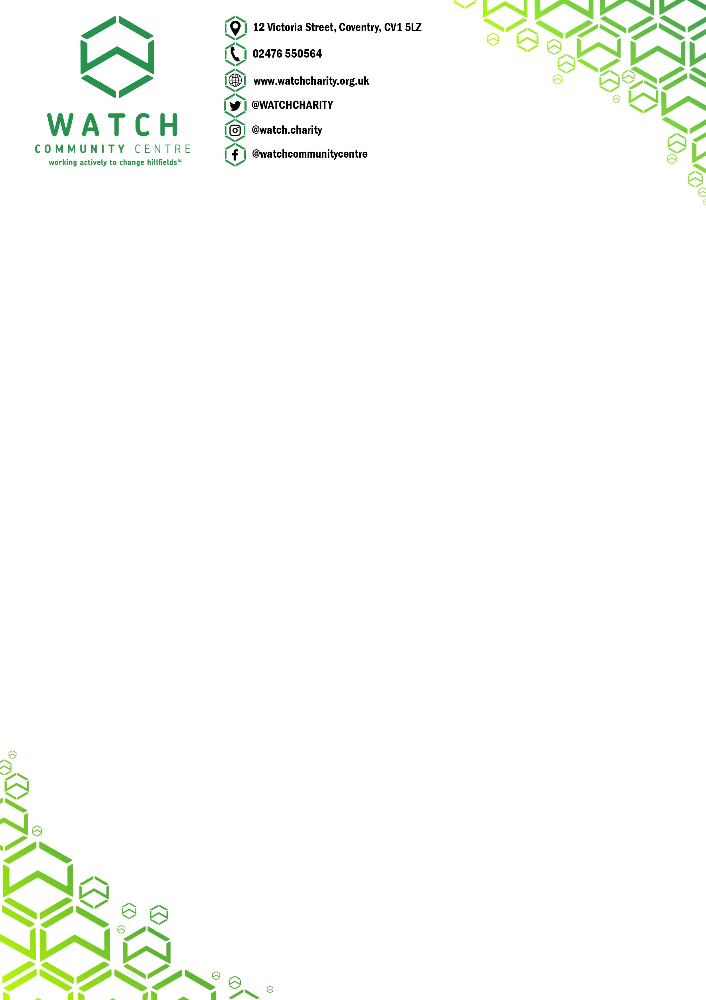 WATCH
COMMUNITY CENTRE
working actively to change hillfields ltd.
12 Victoria Street, Coventry, CV1 5LZ
02476 550564
www.watchcharity.org.uk
@WATCHCHARITY
@watch.charity
@watchcommunitycentre